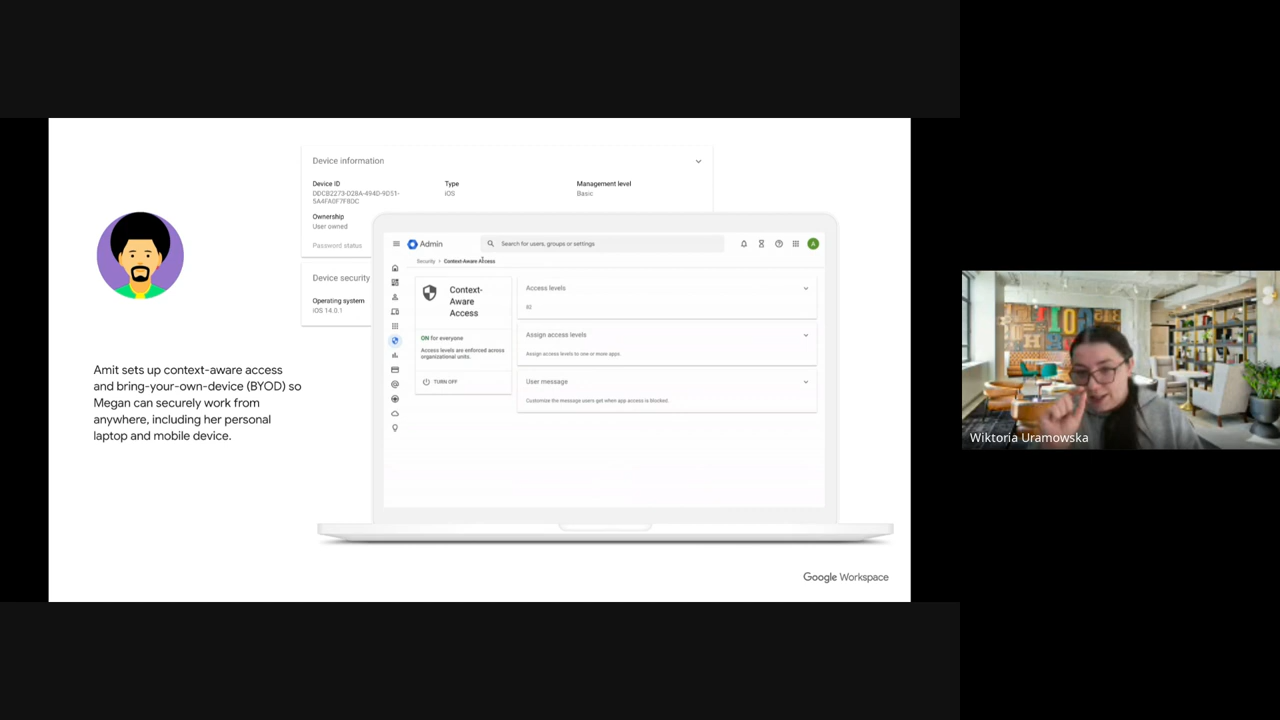 Device information
Device ID
Type
Management level
DDCB2273-D28A-494D-9D51-
5A4FA0F7F8DC
iOS
Basic
Ownership
User owned
Password status
Device security
Operating system
iOS 14.0.1
Admin
Search for users, groups or settings
A
Security > Context-Aware Access
Context-
Aware
Access
ON for everyone
Access levels are enforced across
organizational units.
TURN OFF
Access levels
Assign access levels
Assign access levels to one or more apps
User message
Customize the message users get when app access is blocked.
Amit sets up context-aware access
and bring-your-own-device (BYOD) so
Megan can securely work from
anywhere, including her personal
laptop and mobile device.
Google Workspace
Wiktoria Uramowska